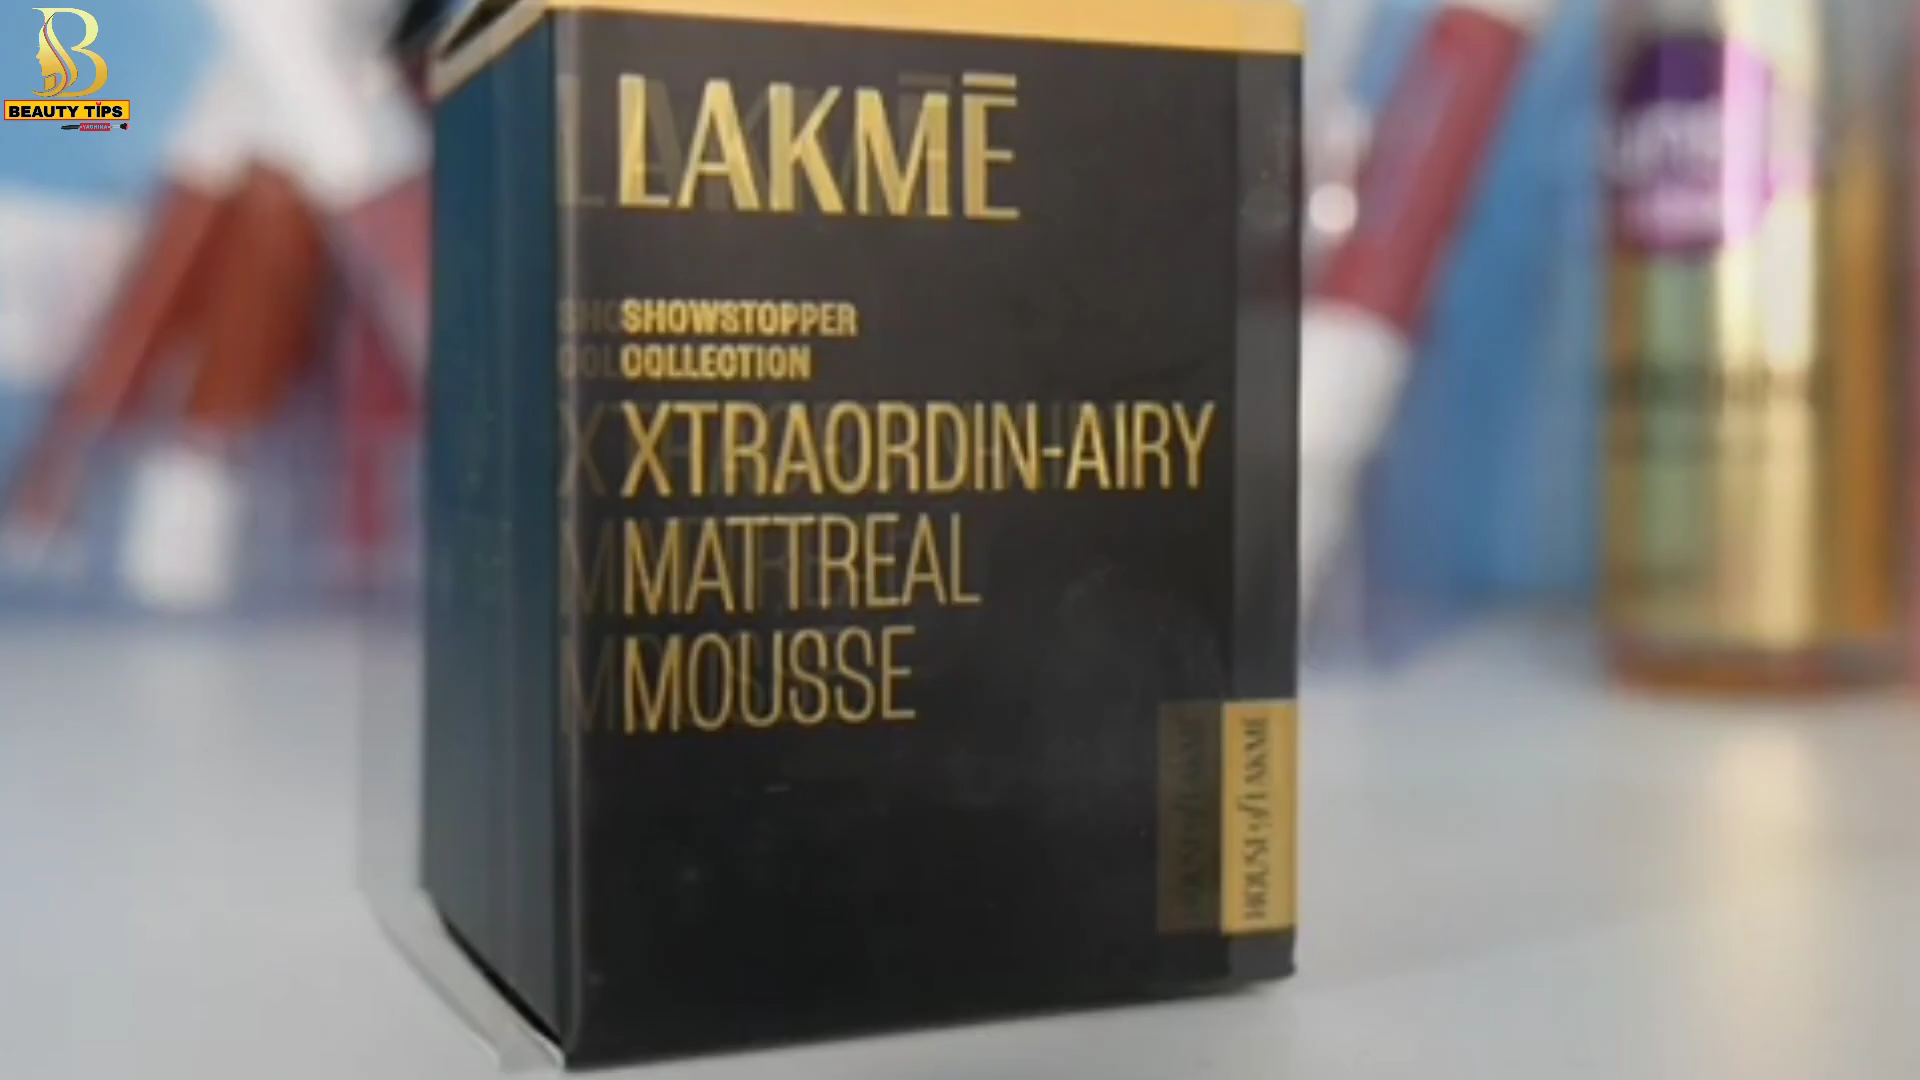 B
BEAUTY TIPS
LAKMĒ
SHOWSTOPPER
COLLECTION
XTRAORDIN-AIRY
MATTREAL
MOUSSE
HOUSE of LAKMĒ